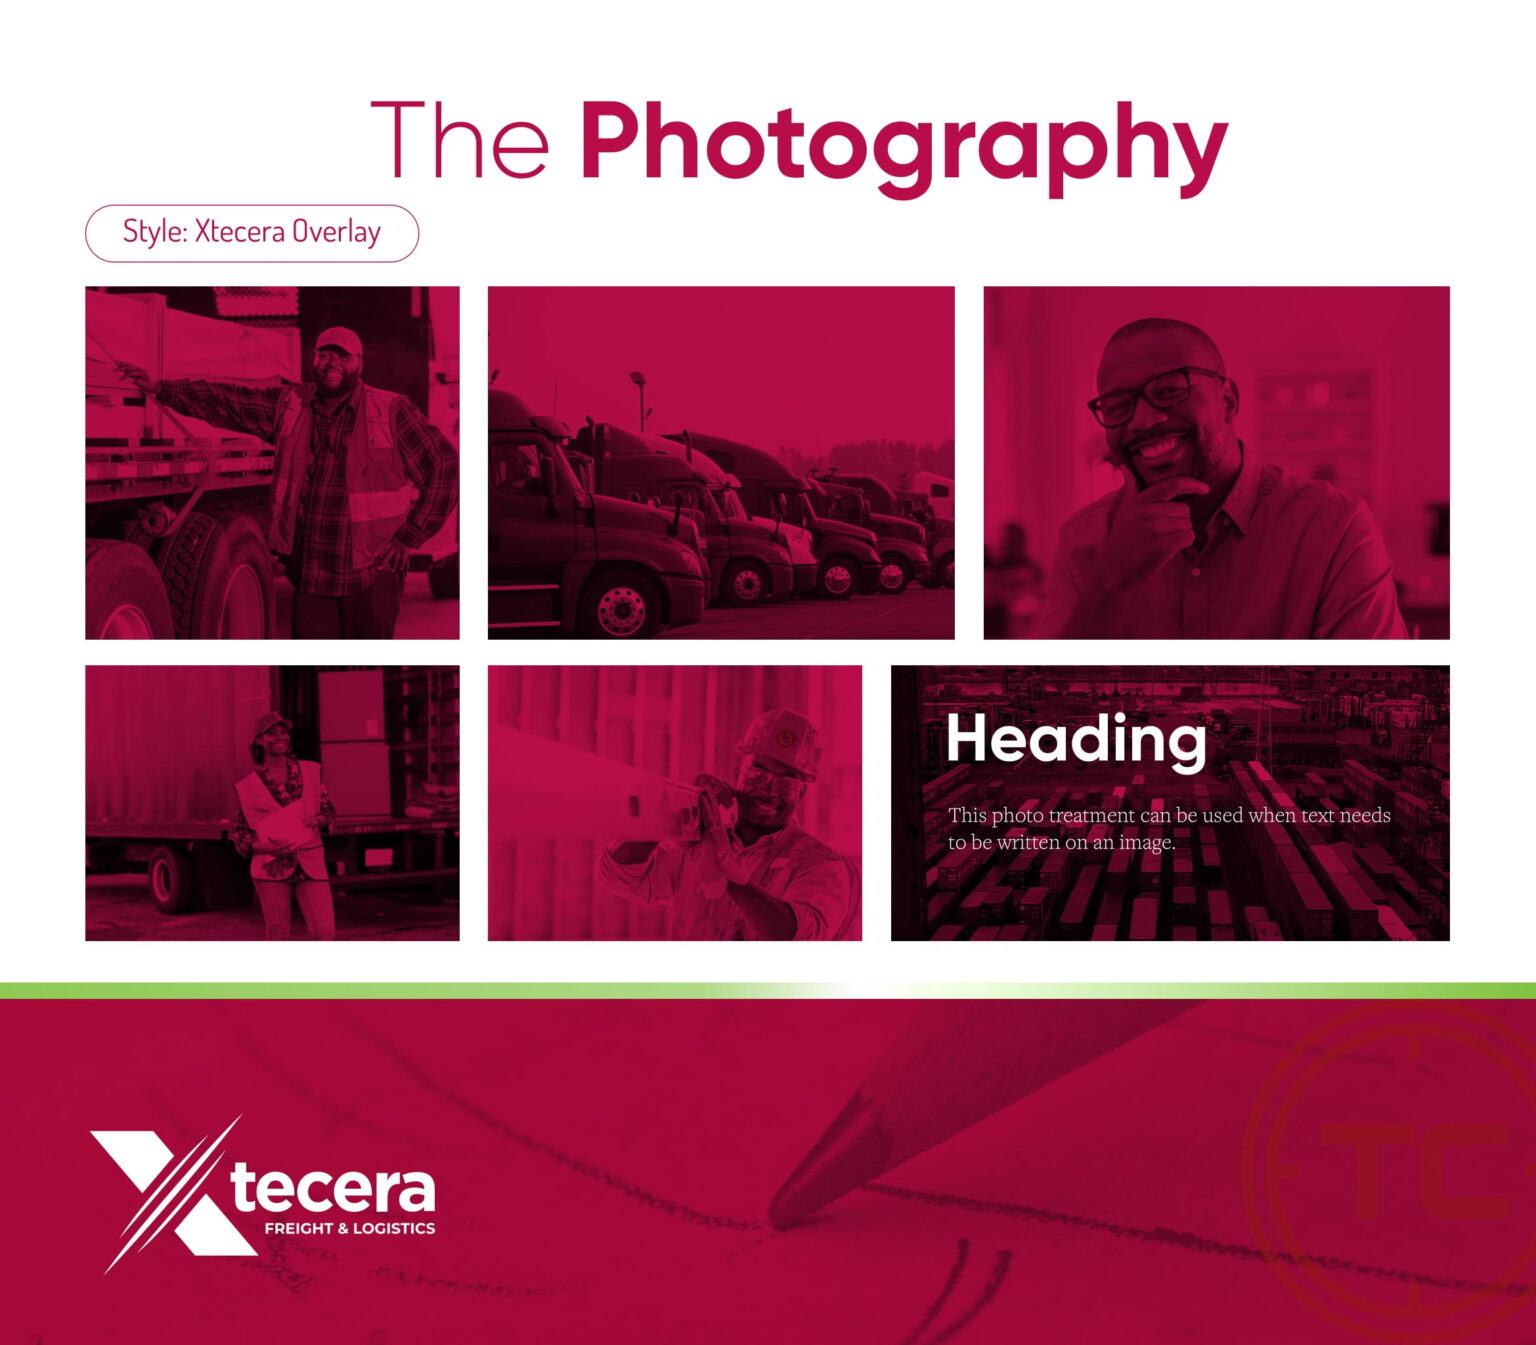 The Photography
Style: Xtecera Overlay
Heading
This photo treatment can be used when text needs
to be written on an image.
Xtecera
FREIGHT & LOGISTICS
TC